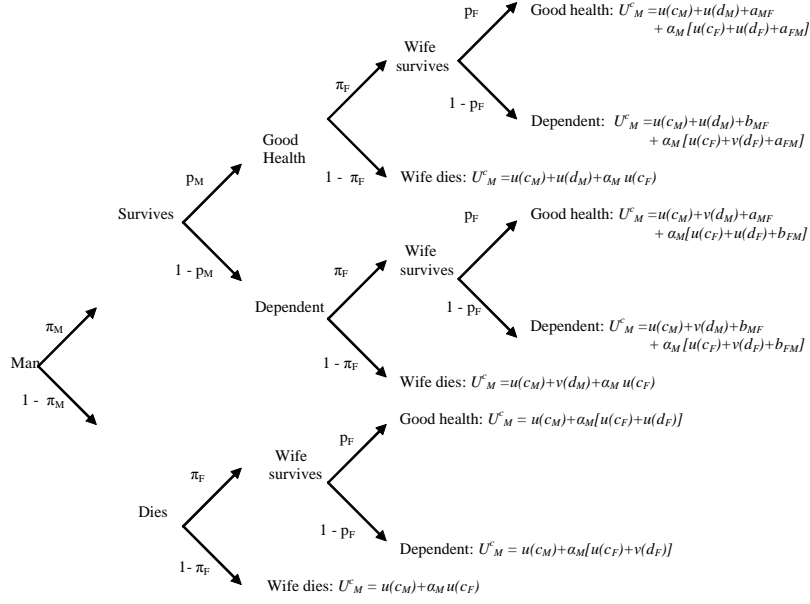 p_F
Good health: U^c_M =u(c_M)+u(d_M)+a_MF
+ α_M[u(c_F)+u(d_F)+a_FM]
Wife
survives
π_F
1 - p_F
Dependent: U^c_M =u(c_M)+u(d_M)+b_MF
+ α_M[u(c_F)+v(d_F)+a_FM]
Good
Health
p_M
1 - π_F
Wife dies: U^c_M =u(c_M)+u(d_M)+α_M u(c_F)
Survives
p_F
Good health: U^c_M =u(c_M)+v(d_M)+a_MF
+ α_M[u(c_F)+u(d_F)+b_FM]
Wife
survives
1 - p_M
π_F
1 - p_F
Dependent
Dependent: U^c_M =u(c_M)+v(d_M)+b_MF
+ α_M[u(c_F)+v(d_F)+b_FM]
π_M
1 - π_F
Man
Wife dies: U^c_M =u(c_M)+v(d_M)+α_M u(c_F)
1 - π_M
Good health: U^c_M = u(c_M)+α_M[u(c_F)+u(d_F)]
p_F
Wife
survives
π_F
Dies
1 - p_F
Dependent: U^c_M = u(c_M)+α_M[u(c_F)+v(d_F)]
1- π_F
Wife dies: U^c_M = u(c_M)+α_M u(c_F)